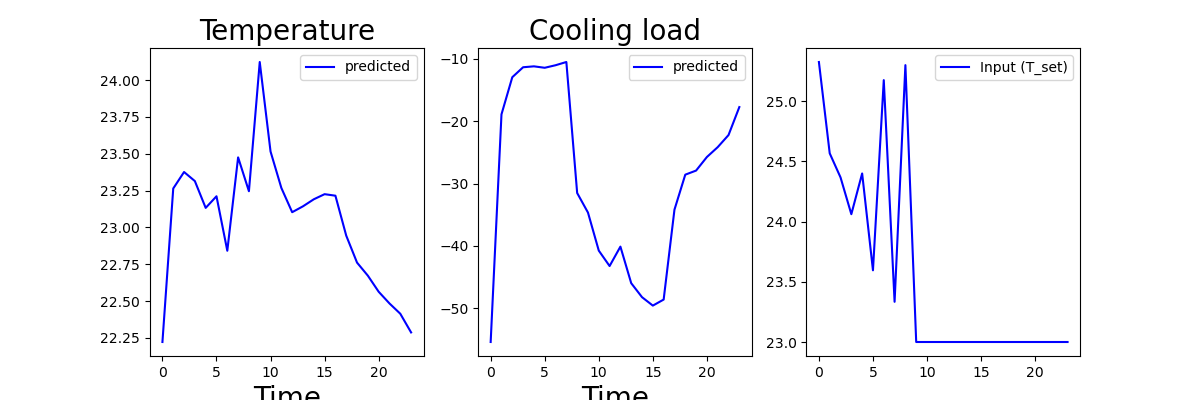 Temperature
predicted
24.00
23.75
23.50
23.25
23.00
22.75
22.50
22.25
0 5 10 15 20
Time
Cooling load
predicted
−10
−20
−30
−40
−50
0 5 10 15 20
Time
Input (T_set)
25.0
24.5
24.0
23.5
23.0
0 5 10 15 20